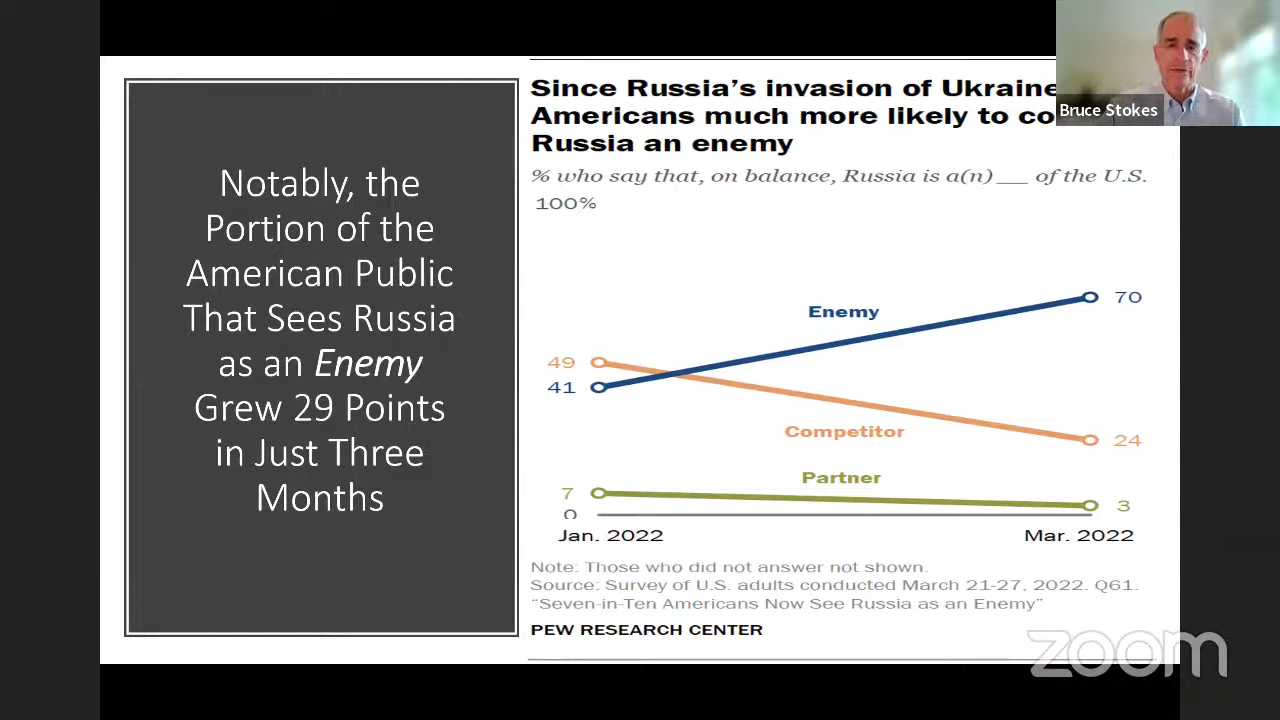 Notably, the
Portion of the
American Public
That Sees Russia
as an Enemy
Grew 29 Points
in Just Three
Months
Since Russia's invasion of Ukraine
Americans much more likely to co
Russia an enemy
% who say that, on balance, Russia is a(n) ___ of the U.S.
100%
Enemy
70
49
41
Competitor
24
Partner
7
3
0
Jan. 2022
Mar. 2022
Note: Those who did not answer not shown.
Source: Survey of U.S. adults conducted March 21-27, 2022. Q61.
"Seven-in-Ten Americans Now See Russia as an Enemy"
PEW RESEARCH CENTER
Bruce Stokes
zoom